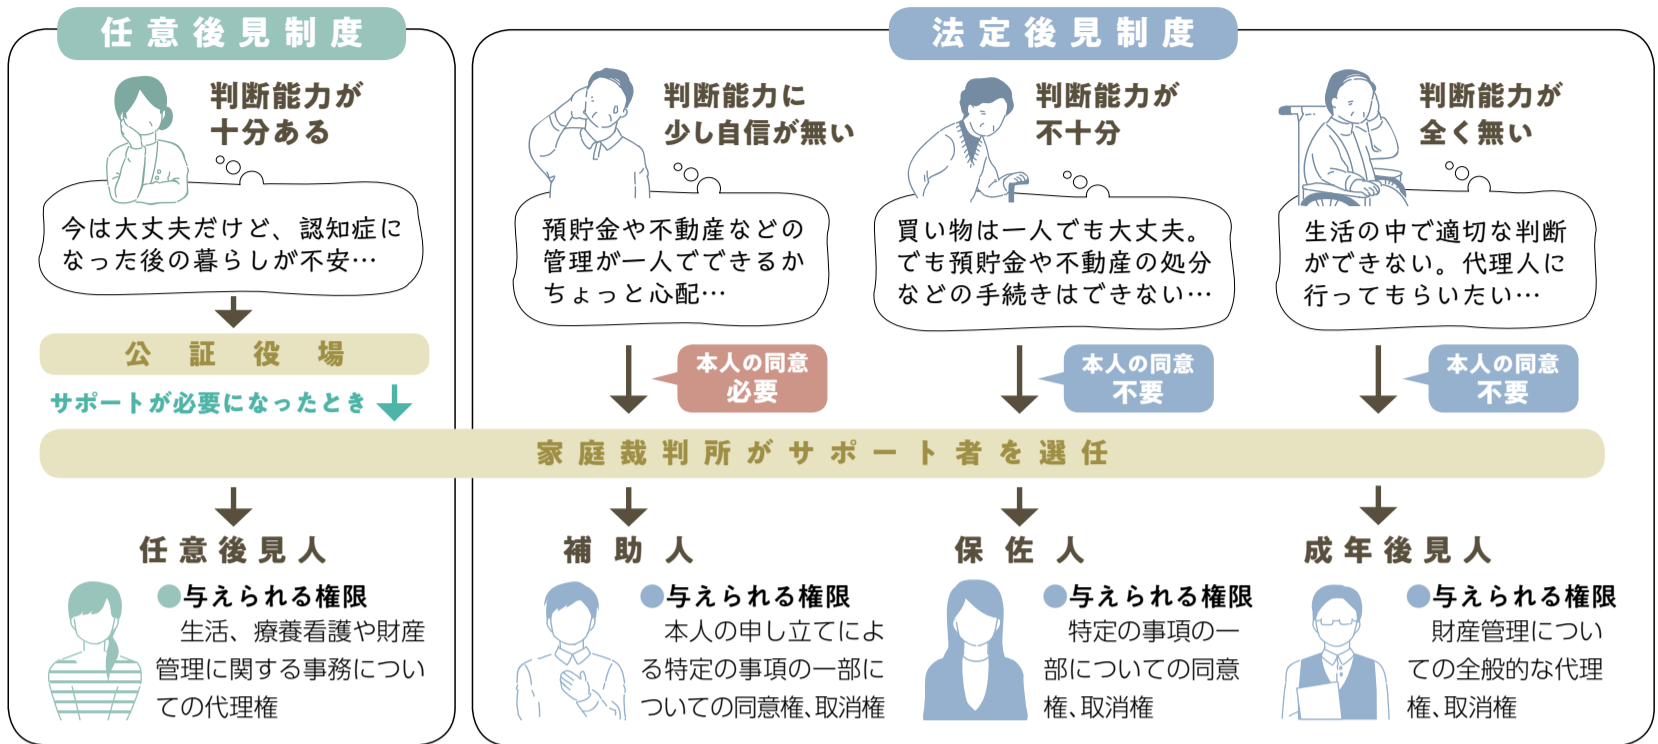 任意後見制度
判断能力が
十分ある
今は大丈夫だけど、認知症に
なった後の暮らしが不安…
公証役場
サポートが必要になったとき
法定後見制度
判断能力に
少し自信が無い
預貯金や不動産などの
管理が一人でできるか
ちょっと心配…
本人の同意
必要
判断能力が
不十分
買い物は一人でも大丈夫。
でも預貯金や不動産の処分
などの手続きはできない…
本人の同意
不要
判断能力が
全く無い
生活の中で適切な判断
ができない。代理人に
行ってもらいたい…
本人の同意
不要
家庭裁判所がサポート者を選任
任意後見人
●与えられる権限
生活、療養看護や財産
管理に関する事務につい
ての代理権
補助人
●与えられる権限
本人の申し立てによ
る特定の事項の一部に
ついての同意権、取消権
保佐人
●与えられる権限
特定の事項の一
部についての同意
権、取消権
成年後見人
●与えられる権限
財産管理につい
ての全般的な代理
権、取消権